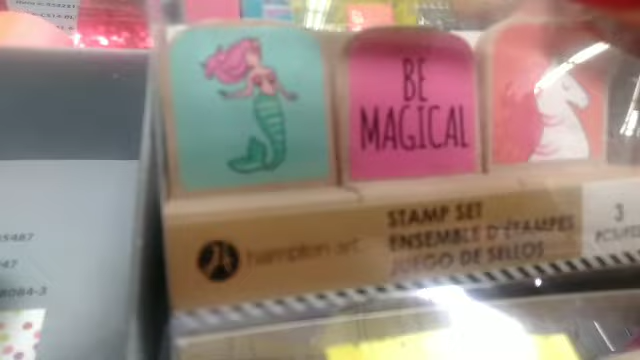 BE
MAGICAL
hampton art
STAMP SET
ENSEMBLE D'ÉTAMPES
JUEGO DE SELLOS
3